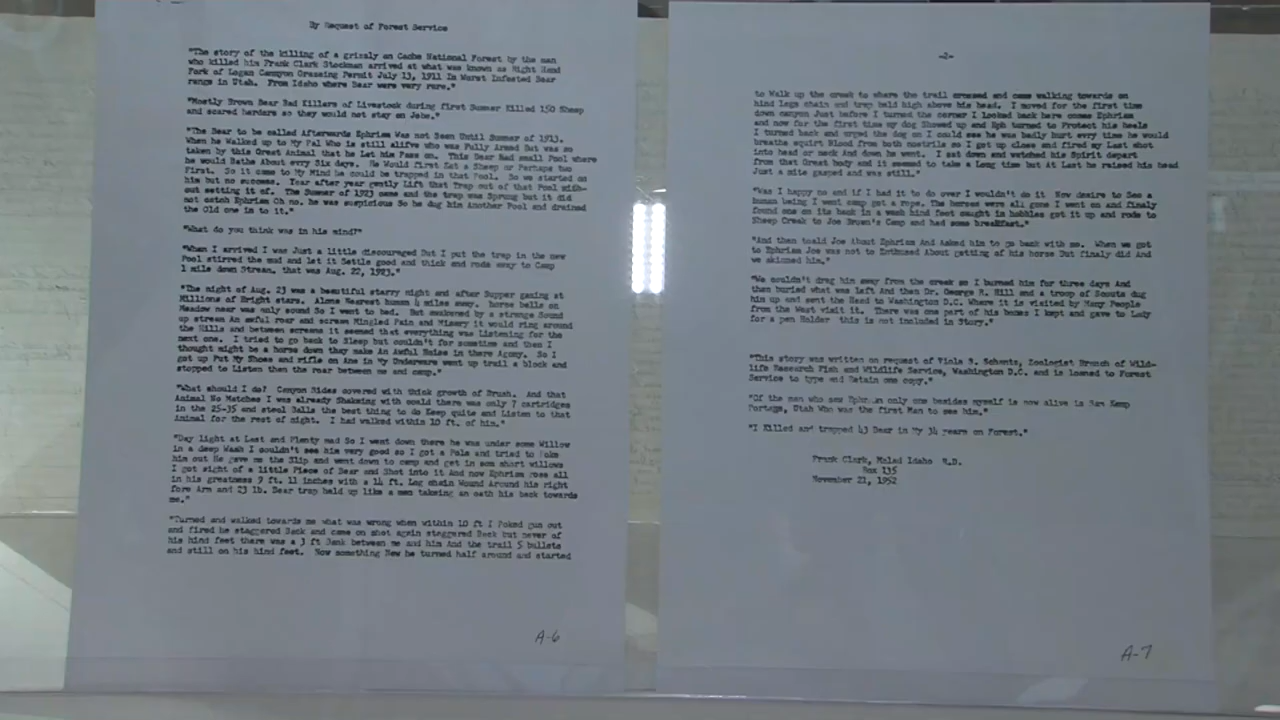 By Request of Forest Service
"The story of the killing of a grizzly on Cache National Forest by the man
who killed him Frank Clark Stockman arrived at what was known as Right Hand
Fork of Logan Canyon Grazeing Permit July 13, 1911 In Worst Infested Bear
range in Utah. From Idaho where Bear were very rare."
"Mostly Brown Bear Bad Killers of Livestock during first Summer Killed 150 Sheep
and scared herders so they would not stay on Jobs."
"The Bear to be called Afterwards Ephriam Was not Seen Until Summer of 1913.
When he Walked up to My Pal Who is still alifve who was Fully Armed But was so
taken by this Great Animal that he let him Pass on. This Bear Had small Pool where
he would Bathe About evry Six days. He Would first Eat a Sheep or Perhaps two
First. So it came to My Mind he could be trapped in that Pool. So we started on
him but no success. Year after year gently Lift that Trap out of that Pool with-
out setting it of. The Summer of 1923 came and the trap was Sprung but it did
not catch Ephriam Oh no. he was suspicious So he dug him Another Pool and drained
the Old one in to it."
"What do you think was in his mind?"
"When I arrived I was Just a little discouraged But I put the trap in the new
Pool stirred the mud and let it Settle good and thick and rode away to Camp
1 mile down Stream. that was Aug. 22, 1923."
"The night of Aug. 23 was a beautiful starry night and after Supper gazing at
Millions of Bright stars. Alone Nearest human 4 miles away. horse bells on
Meadow near was only sound So I went to bed. But awakened by a strange Sound
up stream An awful roar and scream Mingled Pain and Misery it would ring around
the Hills and between screams it seemed that everything was Listening for the
next one. I tried to go back to Sleep but couldn't for sometime and then I
thought might be a horse down they make An Awful Noise in there Agony. So I
got up Put My Shoes and rifle on Ane in My Underware went up trail a block and
stopped to Listen then the roar between me and camp."
"What should I do? Canyon Sides covered with thick growth of Brush. And that
Animal No Matches I was Already Shakeing with could there was only 7 cartridges
in the 25-35 and steel Balls the best thing to do Keep quite and Listen to that
Animal for the rest of night. I had walked within 10 ft. of him."
"Day light at Last and Plenty mad So I went down there he was under some Willow
in a deep Wash I couldn't see him very good so I got a Pole and tried to Poke
him out He gave me the Slip and went down to camp and get in som short willows
I got sight of a little Piece of Bear and Shot into it And now Ephriam rose all
in his greatness 9 ft. 11 inches with a 14 ft. Log chain Wound Around his right
fore Arm and 23 lb. Bear trap held up like a man takeing an oath his back towards
me."
"Turned and walked towards me what was wrong when within 10 ft I Poked gun out
and fired he staggered Back and came on shot again staggered Back but never of
his hind feet there was a 3 ft Bank between me and him And the trail 5 bullets
and still on his hind feet. Now something New he turned half around and started
A-6
-2-
to Walk up the creek to where the trail crossed and came walking towards on
hind legs chain and trap held high above his head. I moved for the first time
down canyon Just before I turned the corner I looked back here comes Ephriam
and now for the first time my dog Showed up and Eph turned to Protect his heels
I turned back and urged the dog on I could see he was badly hurt evry time he would
breathe squirt Blood from both nostrils so I got up close and fired my Last shot
into head or neck And down he went. I sat down and watched his Spirit depart
from that Great body and it seemed to take a Long time but At Last he raised his head
Just a mite gasped and was still."
"Was I happy no and if I had it to do over I wouldn't do it. Now desire to See a
human being I went camp got a rope. The horses were all gone I went on and finaly
found one on its back in a wash hind feet caught in hobbles got it up and rode to
Sheep Creek to Joe Brown's Camp and had some breakfast."
"And then toald Joe About Ephriam And Asked him to go back with me. When we got
to Ephriam Joe was not to Enthused About getting of his horse But finaly did And
we skinned him."
"We couldn't drag him away from the creek so I burned him for three days And
then buried what was left And then Dr. George R. Hill and a troop of Scouts dug
him up and sent the Head to Washington D.C. Where it is visited by Many People
from the West visit it. There was one part of his bones I kept and gave to Lady
for a pen Holder this is not included in Story."
"This story was written on request of Viola S. Schantz, Zoologist Branch of Wild-
life Research Fish and Wildlife Service, Washington D.C. and is loaned to Forest
Service to type and Retain one copy."
"Of the men who saw Ephriam only one besides myself is now alive is Sam Kemp
Portage, Utah Who was the first Man to see him."
"I Killed and trapped 43 Bear in My 34 years on Forest."
Frank Clark, Malad Idaho R.D.
Box 135
November 21, 1952
A-7